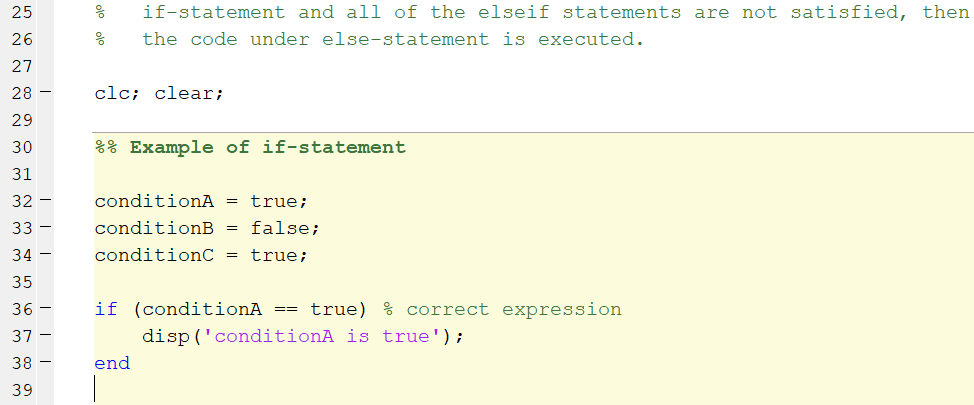 25 % if-statement and all of the elseif statements are not satisfied, then
26 % the code under else-statement is executed.
27
28 – clc; clear;
29
30 %% Example of if-statement
31
32 – conditionA = true;
33 – conditionB = false;
34 – conditionC = true;
35
36 – if (conditionA == true) % correct expression
37 – disp('conditionA is true');
38 – end
39